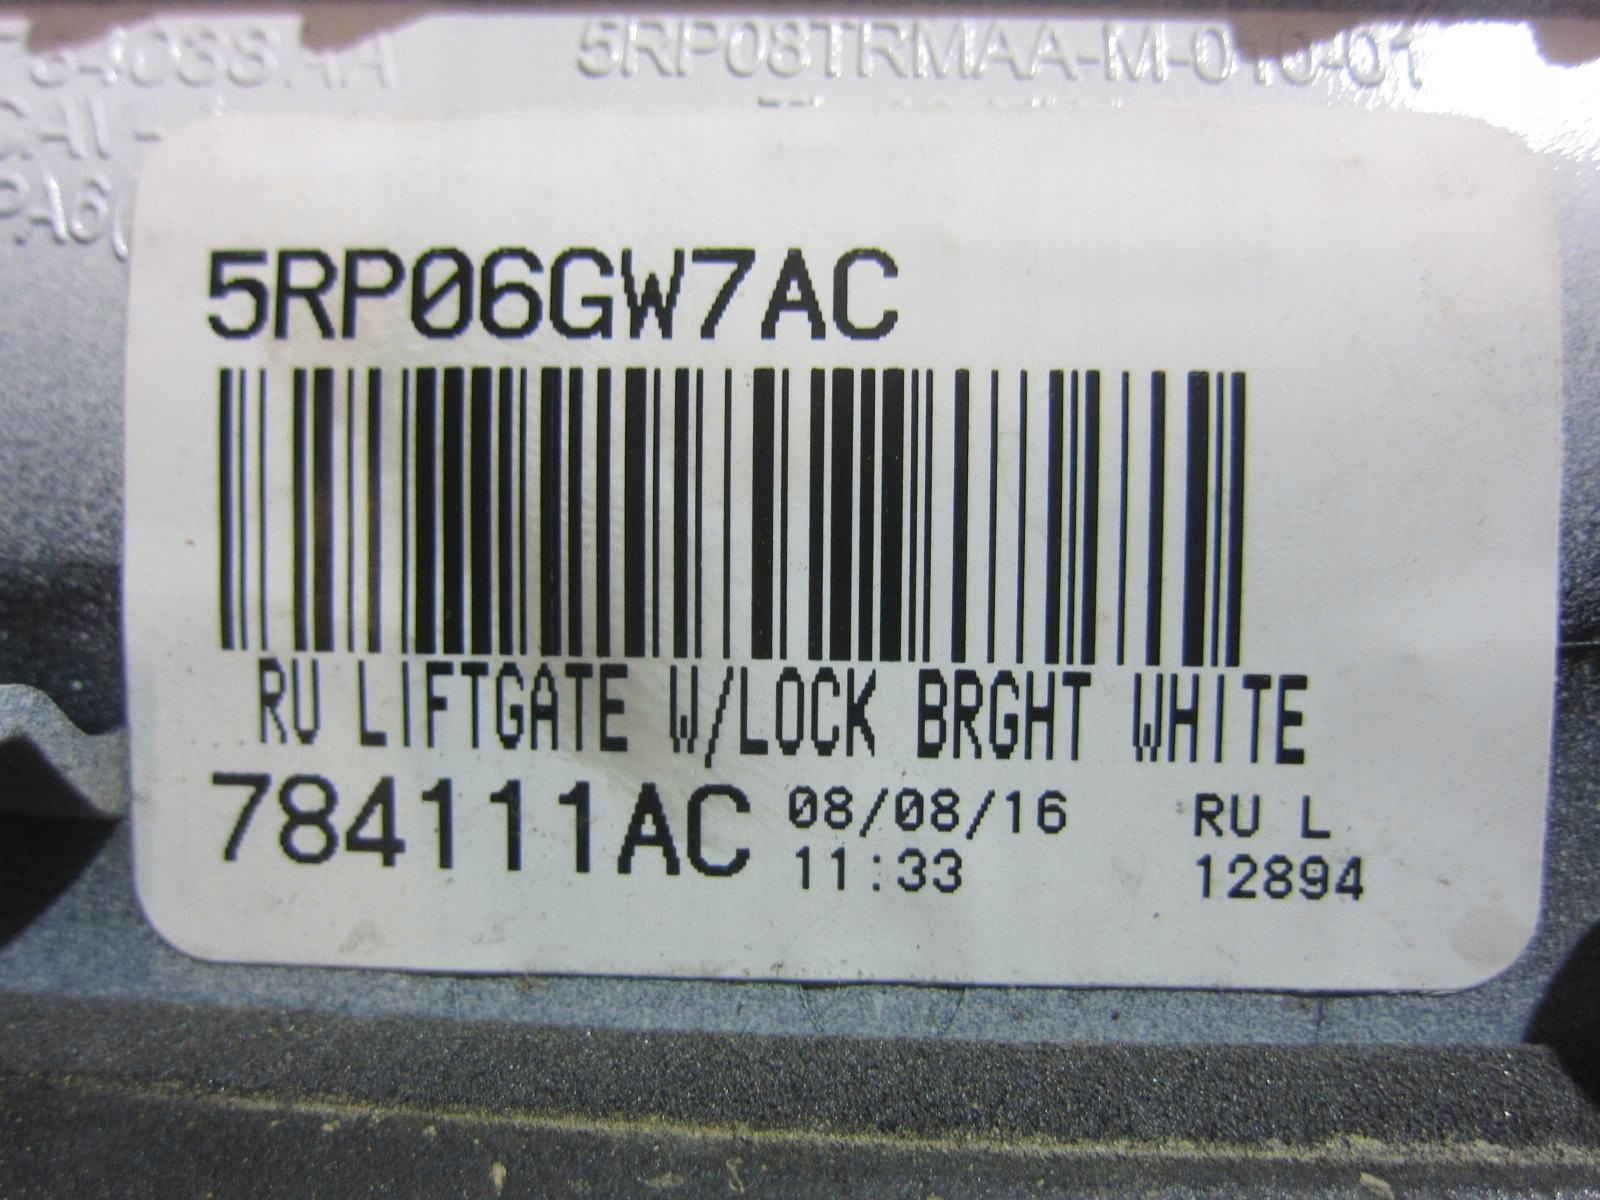 5RP08TRMAA-M-010-01
5RP06GW7AC
RU LIFTGATE W/LOCK BRGHT WHITE
784111AC 08/08/16 RU L
11:33 12894